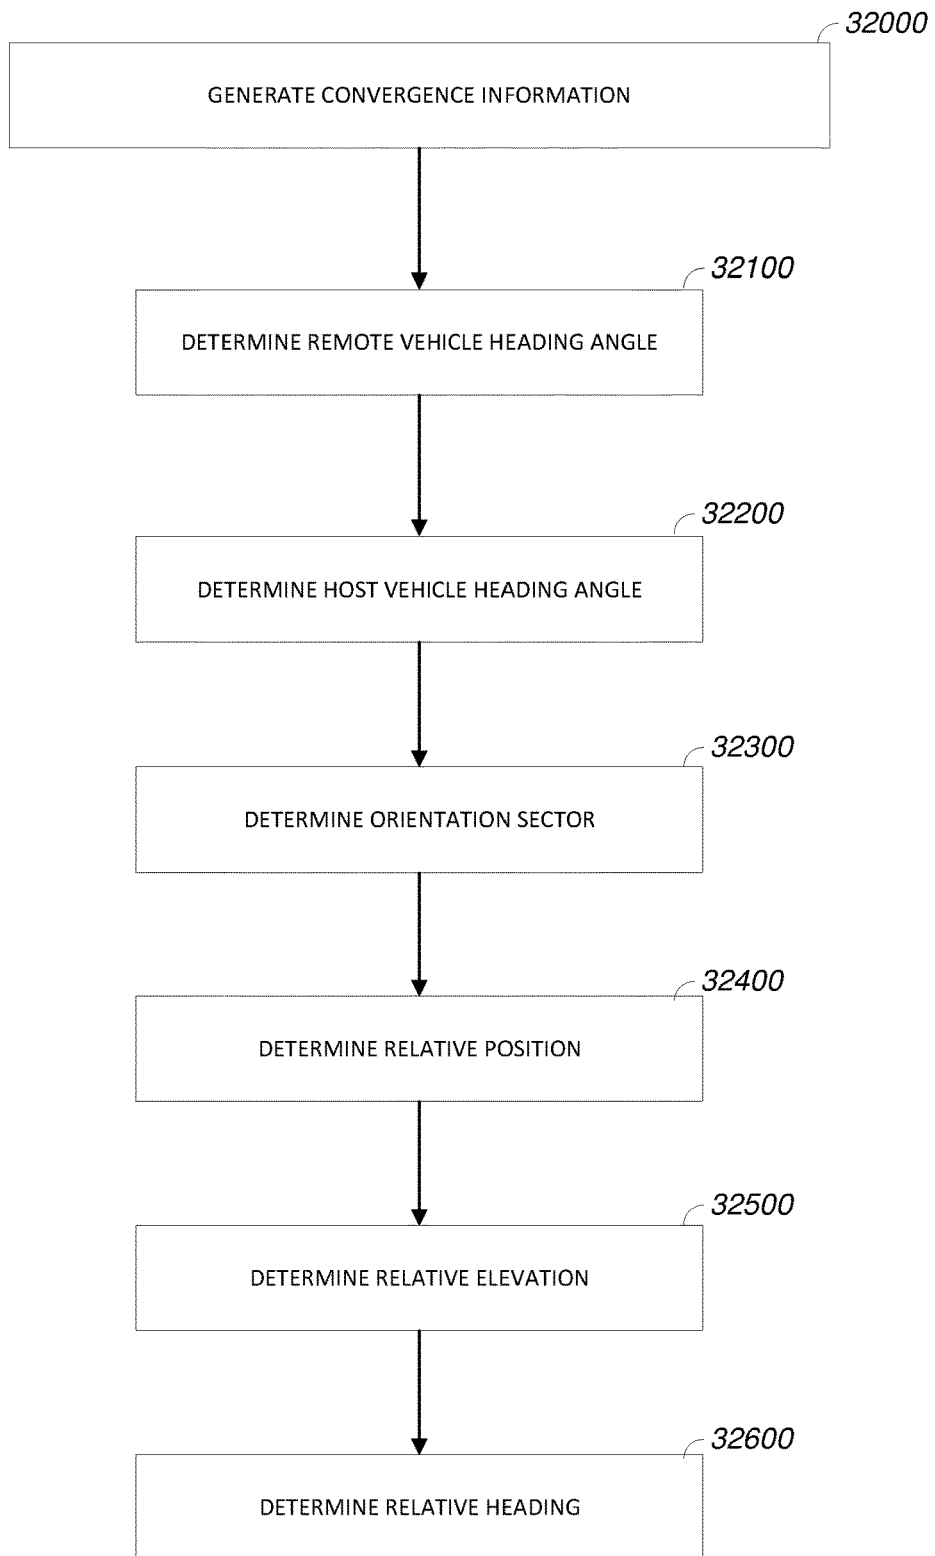 32000
GENERATE CONVERGENCE INFORMATION
32100
DETERMINE REMOTE VEHICLE HEADING ANGLE
32200
DETERMINE HOST VEHICLE HEADING ANGLE
32300
DETERMINE ORIENTATION SECTOR
32400
DETERMINE RELATIVE POSITION
32500
DETERMINE RELATIVE ELEVATION
32600
DETERMINE RELATIVE HEADING